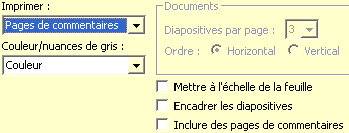 Imprimer :
Pages de commentaires
Couleur/nuances de gris :
Couleur
Documents
Diapositives par page : 3
Ordre : Horizontal Vertical
Mettre à l'échelle de la feuille
Encadrer les diapositives
Inclure des pages de commentaires